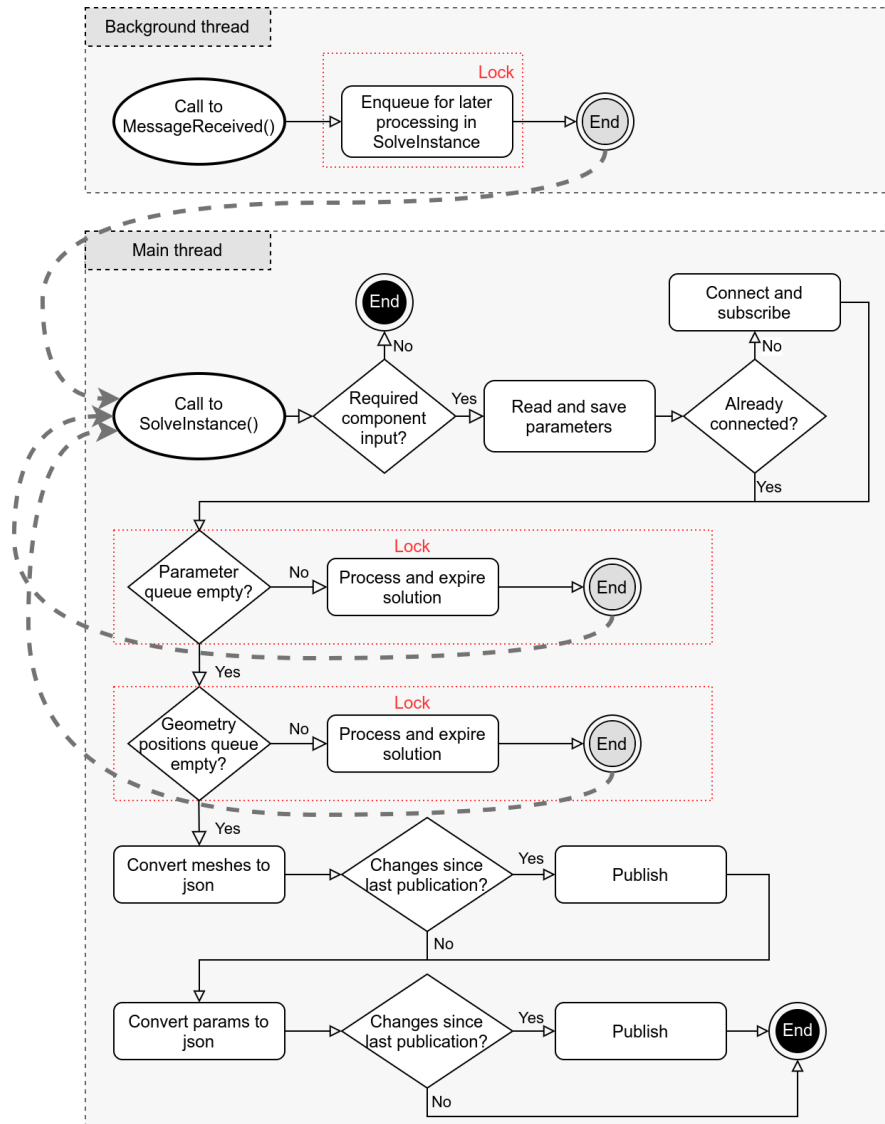 Background thread
Lock
Call to
MessageReceived()
Enqueue for later
processing in
SolveInstance
End
Main thread
End
Connect and
subscribe
No
No
Call to
SolveInstance()
Required
component
input?
Yes
Read and save
parameters
Already
connected?
Yes
Lock
Parameter
queue empty?
No
Process and expire
solution
End
Yes
Lock
Geometry
positions queue
empty?
No
Process and expire
solution
End
Yes
Convert meshes to
json
Changes since
last publication?
Yes
Publish
No
Convert params to
json
Changes since
last publication?
Yes
Publish
End
No